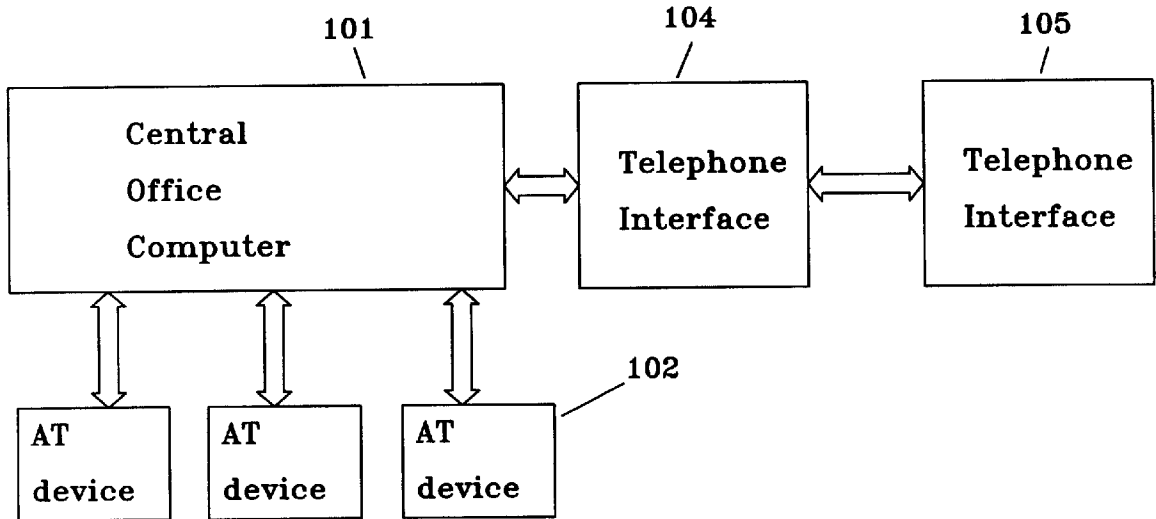 101
104
105
Central
Office
Computer
Telephone
Interface
Telephone
Interface
102
AT
device
AT
device
AT
device